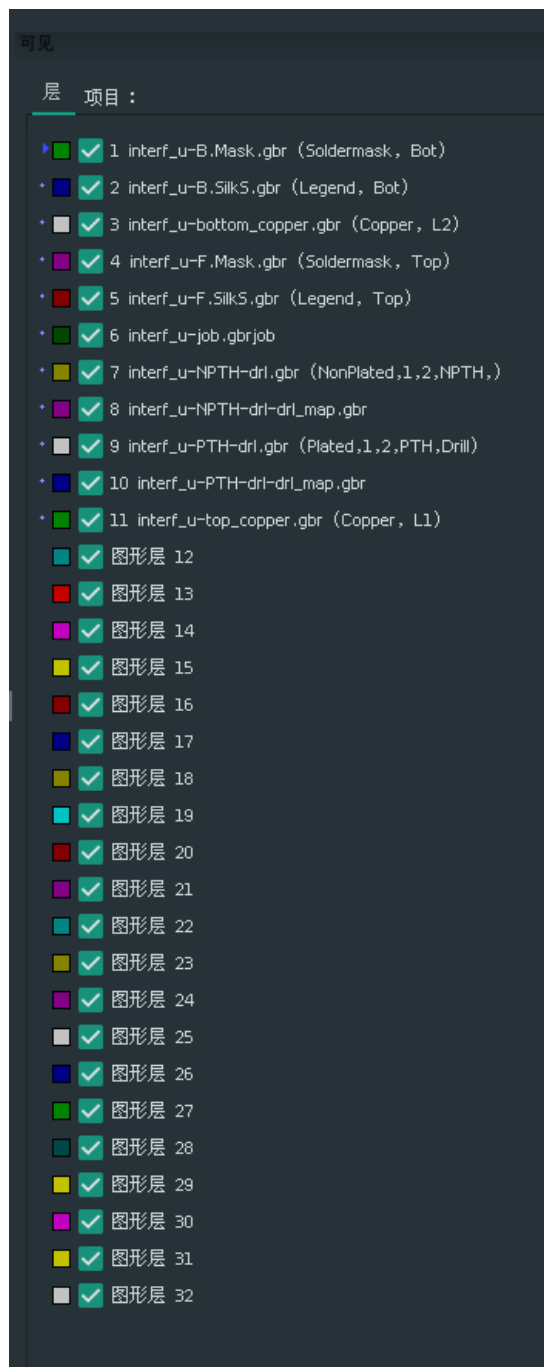 可见
层 项目：
1 interf_u-B.Mask.gbr (Soldermask, Bot)
2 interf_u-B.SilkS.gbr (Legend, Bot)
3 interf_u-bottom_copper.gbr (Copper, L2)
4 interf_u-F.Mask.gbr (Soldermask, Top)
5 interf_u-F.SilkS.gbr (Legend, Top)
6 interf_u-job.gbrjob
7 interf_u-NPTH-drl.gbr (NonPlated,1,2,NPTH,)
8 interf_u-NPTH-drl-drl_map.gbr
9 interf_u-PTH-drl.gbr (Plated,1,2,PTH,Drill)
10 interf_u-PTH-drl-drl_map.gbr
11 interf_u-top_copper.gbr (Copper, L1)
图形层 12
图形层 13
图形层 14
图形层 15
图形层 16
图形层 17
图形层 18
图形层 19
图形层 20
图形层 21
图形层 22
图形层 23
图形层 24
图形层 25
图形层 26
图形层 27
图形层 28
图形层 29
图形层 30
图形层 31
图形层 32